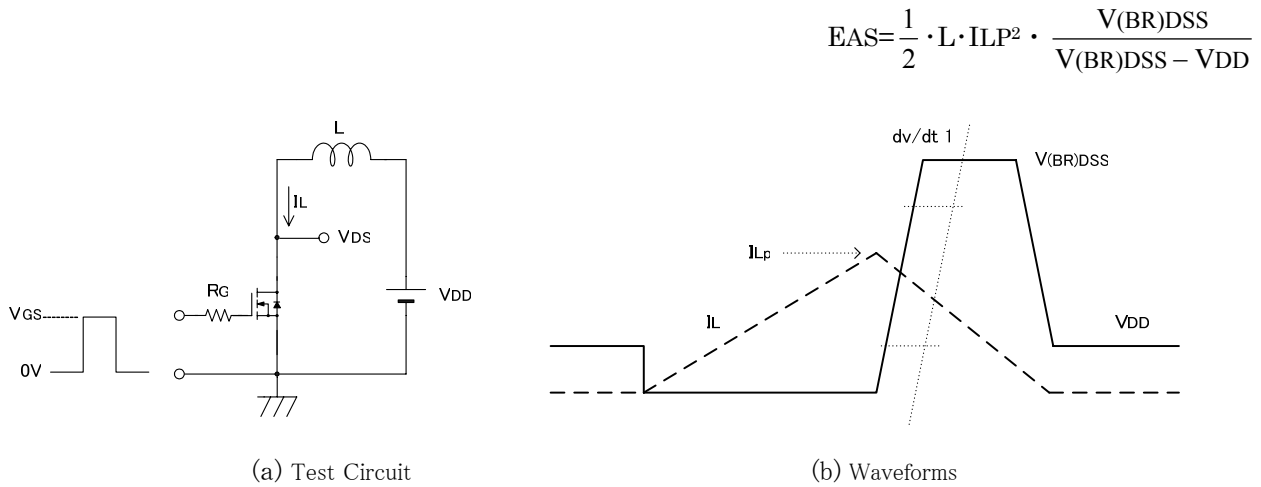 EAS=1/2・L・ILP²・V(BR)DSS/V(BR)DSS – VDD
L
IL
VDS
RG
VDD
VGS
0V
(a) Test Circuit
dv/dt 1
V(BR)DSS
ILp
IL
VDD
(b) Waveforms